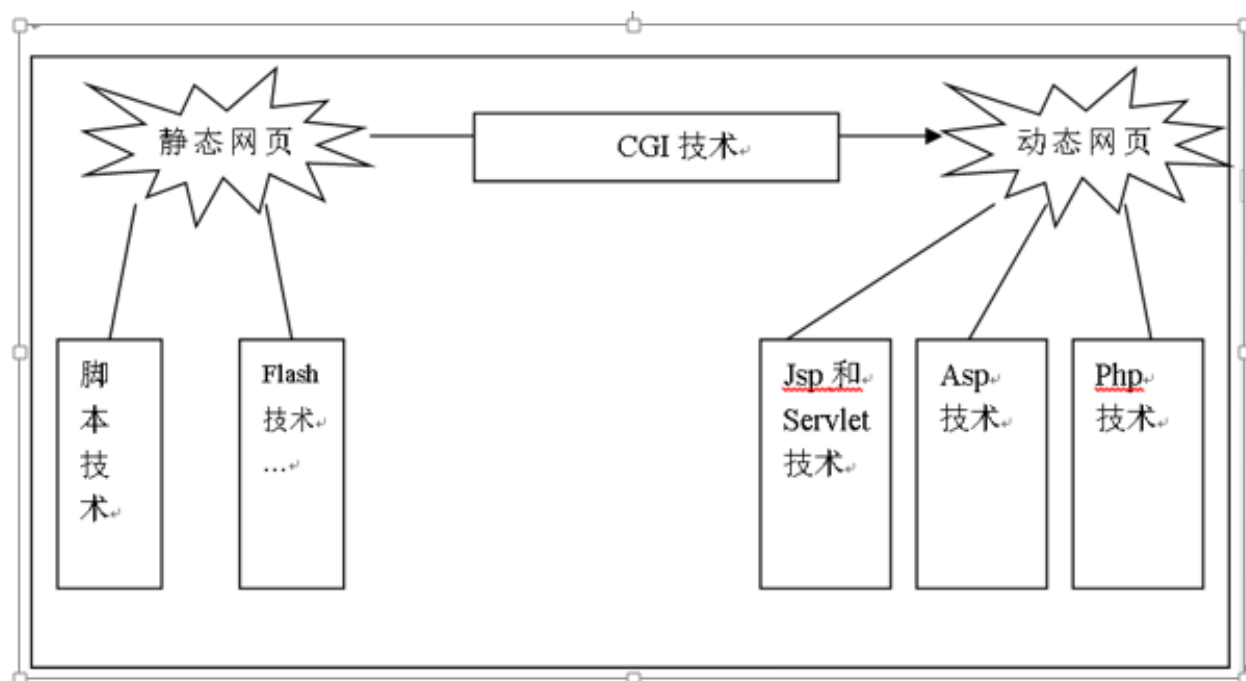 静态网页
CGI 技术
动态网页
脚
本
技
术
Flash
技术
…
Jsp 和
Servlet
技术
Asp
技术
Php
技术